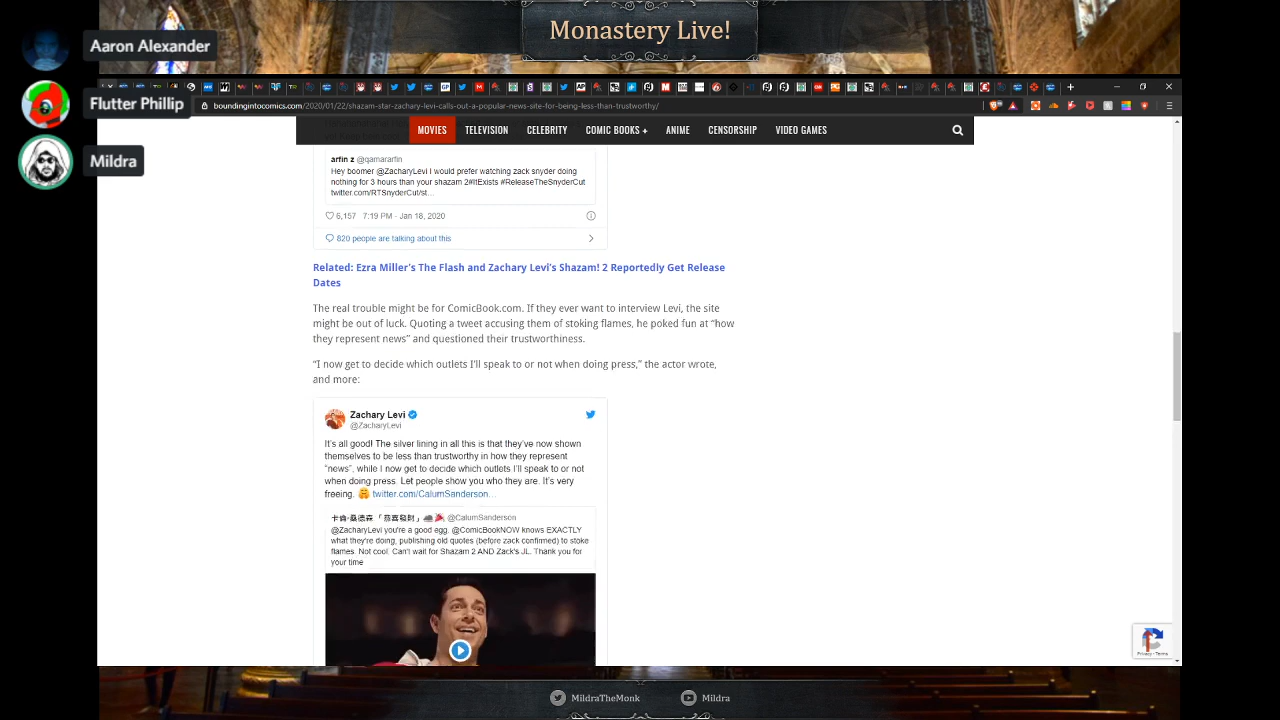 Monastery Live!
Aaron Alexander
Flutter Phillip
Mildra
boundingintocomics.com/2020/01/22/shazam-star-zachary-levi-calls-out-a-popular-news-site-for-being-less-than-trustworthy/
MOVIES TELEVISION CELEBRITY COMIC BOOKS + ANIME CENSORSHIP VIDEO GAMES
arfin z @qamararfin
Hey boomer @ZacharyLevi I would prefer watching zack snyder doing
nothing for 3 hours than your shazam 2#ItExists #ReleaseTheSnyderCut
twitter.com/RTSnyderCut/st...
6,157 7:19 PM - Jan 18, 2020
820 people are talking about this
Related: Ezra Miller's The Flash and Zachary Levi's Shazam! 2 Reportedly Get Release
Dates
The real trouble might be for ComicBook.com. If they ever want to interview Levi, the site
might be out of luck. Quoting a tweet accusing them of stoking flames, he poked fun at “how
they represent news” and questioned their trustworthiness.
“I now get to decide which outlets I'll speak to or not when doing press,” the actor wrote,
and more:
Zachary Levi
@ZacharyLevi
It's all good! The silver lining in all this is that they've now shown
themselves to be less than trustworthy in how they represent
“news”, while I now get to decide which outlets I'll speak to or not
when doing press. Let people show you who they are. It's very
freeing. 🤗 twitter.com/CalumSanderson...
卡倫·桑德森「恭喜發財」 @CalumSanderson
@ZacharyLevi you're a good egg. @ComicBookNOW knows EXACTLY
what they're doing, publishing old quotes (before zack confirmed) to stoke
flames. Not cool. Can't wait for Shazam 2 AND Zack's JL. Thank you for
your time
Privacy - Terms
MildraTheMonk Mildra